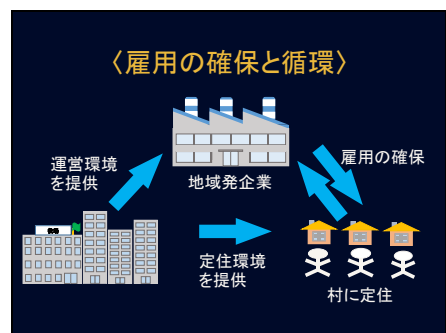 〈雇用の確保と循環〉
運営環境
を提供
地域発企業
雇用の確保
定住環境
を提供
村に定住